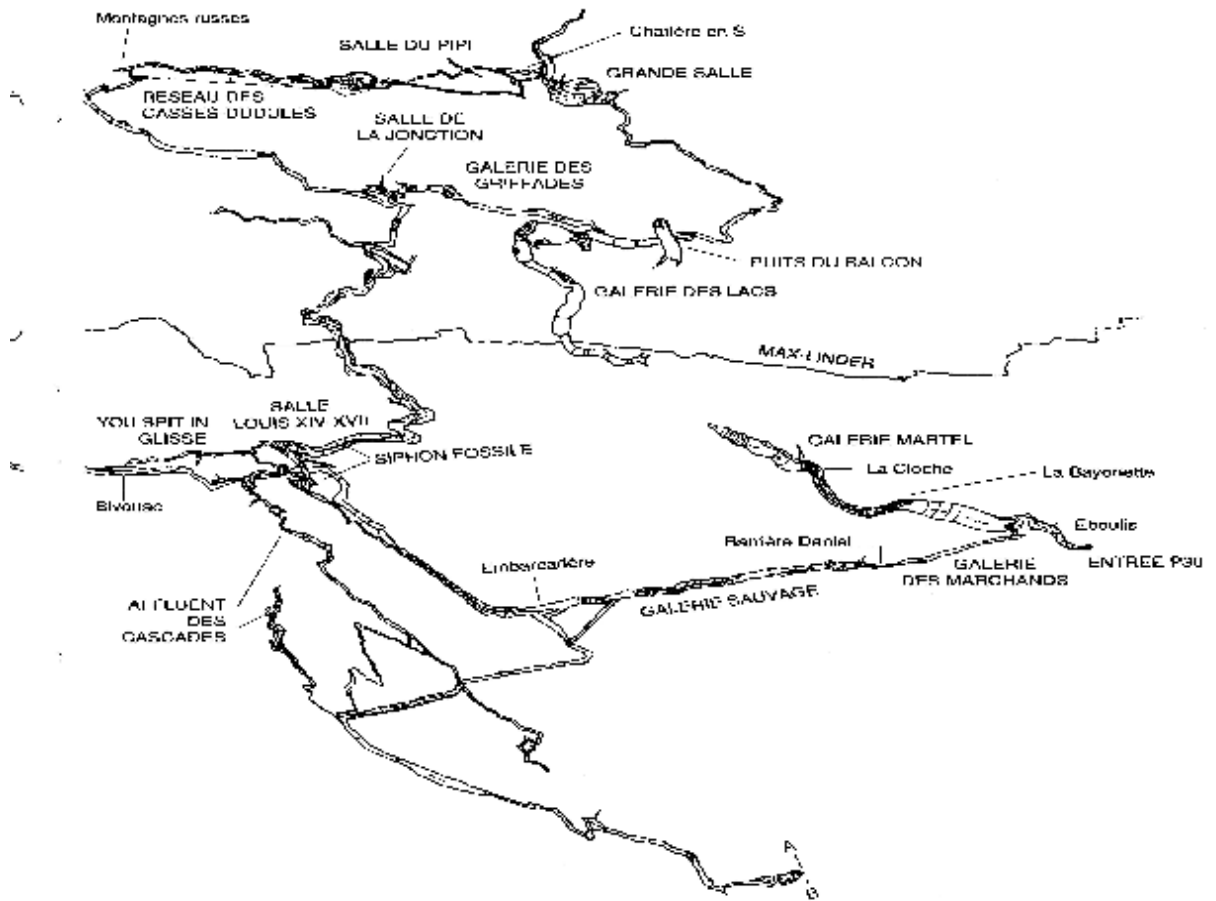 Montagnes russes
SALLE DU PIPI
Chatière en S
GRANDE SALLE
RESEAU DES
CASSES DUDULES
SALLE DE
LA JONCTION
GALERIE DES
GRIFFADES
PUITS DU BALCON
GALERIE DES LACS
MAX-LINDER
SALLE
LOUIS XIV-XVII
YOU SPIT IN
GLISSE
SIPHON FOSSILE
Bivouac
GALERIE MARTEL
La Cloche
La Bayonette
Eboulis
Barrière Daniel
ENTREE P30
GALERIE
DES MARCHANDS
Embarcadère
GALERIE SAUVAGE
AFFLUENT
DES
CASCADES
A
B